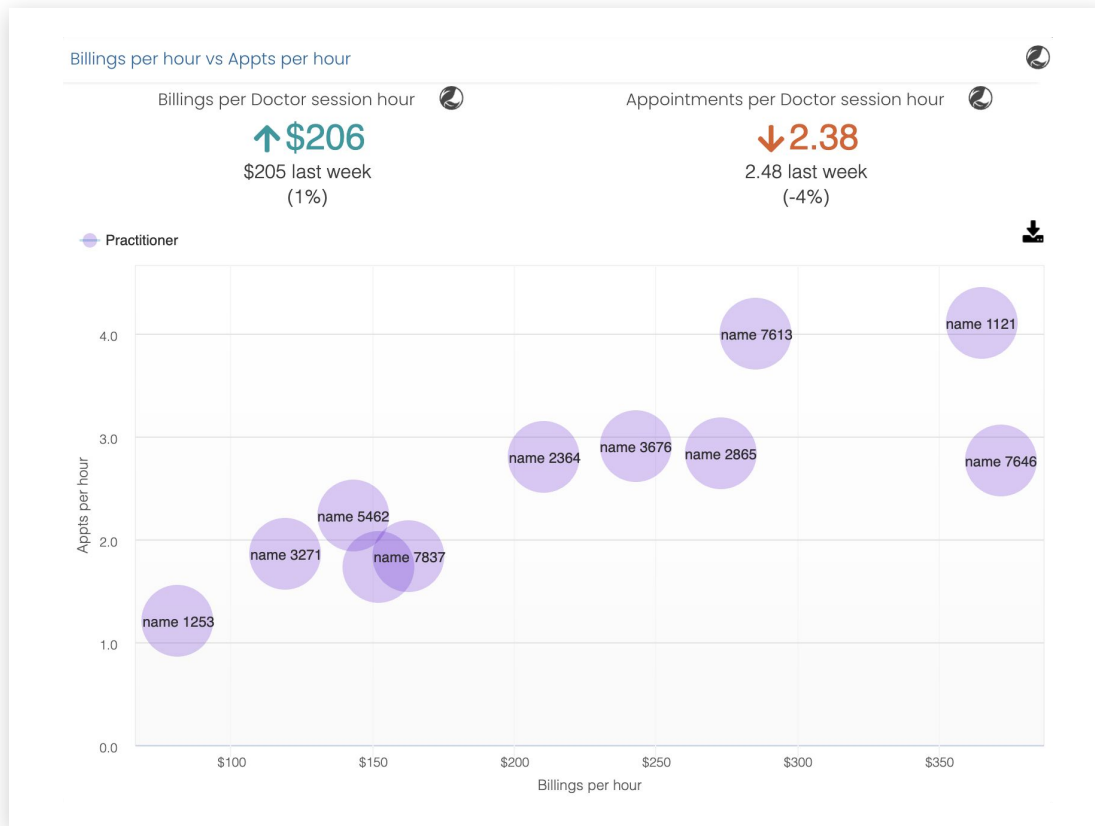 Billings per hour vs Appts per hour
Billings per Doctor session hour
$206
$205 last week
(1%)
Appointments per Doctor session hour
2.38
2.48 last week
(-4%)
Practitioner
Appts per hour
4.0
3.0
2.0
1.0
0.0
name 1121
name 7613
name 3676
name 2865
name 2364
name 7646
name 5462
name 3271
name 7837
name 1253
$100
$150
$200
$250
$300
$350
Billings per hour